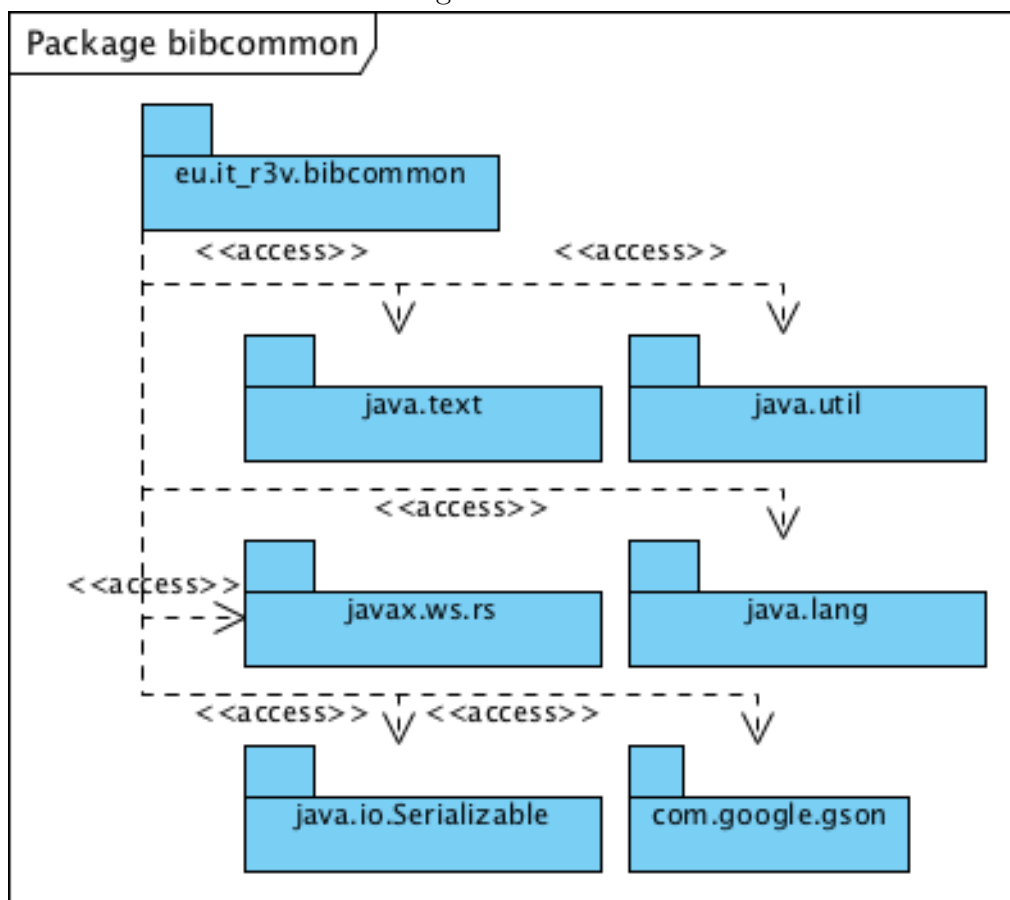 Package bibcommon
eu.it_r3v.bibcommon
<<access>> <<access>>
java.text java.util
<<access>>
<<access>>
javax.ws.rs java.lang
<<access>> <<access>>
java.io.Serializable com.google.gson